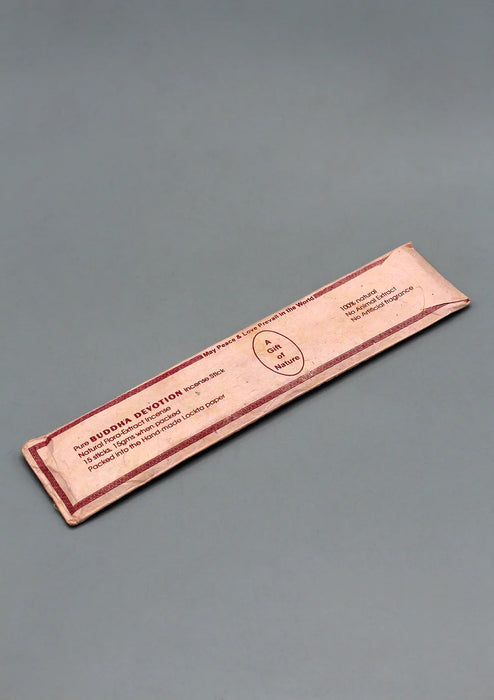 May Peace & Love Prevail in the World
Pure BUDDHA DEVOTION Incense Stick
Natural Flora-Extract Incense
15 sticks, 15gms when packed
Packed into the Hand-made Lockta paper
A
Gift
of
Nature
100% natural
No Animal Extract
No Artificial fragrance